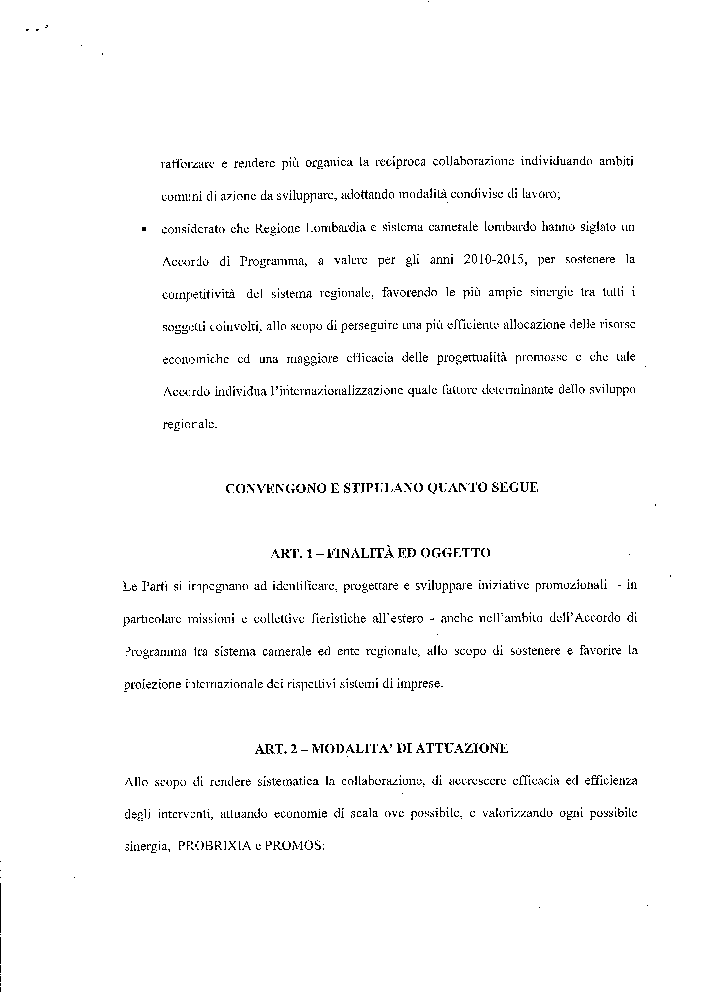 rafforzare e rendere più organica la reciproca collaborazione individuando ambiti
comuni di azione da sviluppare, adottando modalità condivise di lavoro;
▪ considerato che Regione Lombardia e sistema camerale lombardo hanno siglato un
Accordo di Programma, a valere per gli anni 2010-2015, per sostenere la
competitività del sistema regionale, favorendo le più ampie sinergie tra tutti i
soggetti coinvolti, allo scopo di perseguire una più efficiente allocazione delle risorse
economiche ed una maggiore efficacia delle progettualità promosse e che tale
Accordo individua l'internazionalizzazione quale fattore determinante dello sviluppo
regionale.
CONVENGONO E STIPULANO QUANTO SEGUE
ART. 1 – FINALITÀ ED OGGETTO
Le Parti si impegnano ad identificare, progettare e sviluppare iniziative promozionali - in
particolare missioni e collettive fieristiche all'estero - anche nell'ambito dell'Accordo di
Programma tra sistema camerale ed ente regionale, allo scopo di sostenere e favorire la
proiezione internazionale dei rispettivi sistemi di imprese.
ART. 2 – MODALITA' DI ATTUAZIONE
Allo scopo di rendere sistematica la collaborazione, di accrescere efficacia ed efficienza
degli interventi, attuando economie di scala ove possibile, e valorizzando ogni possibile
sinergia, PROBRIXIA e PROMOS: